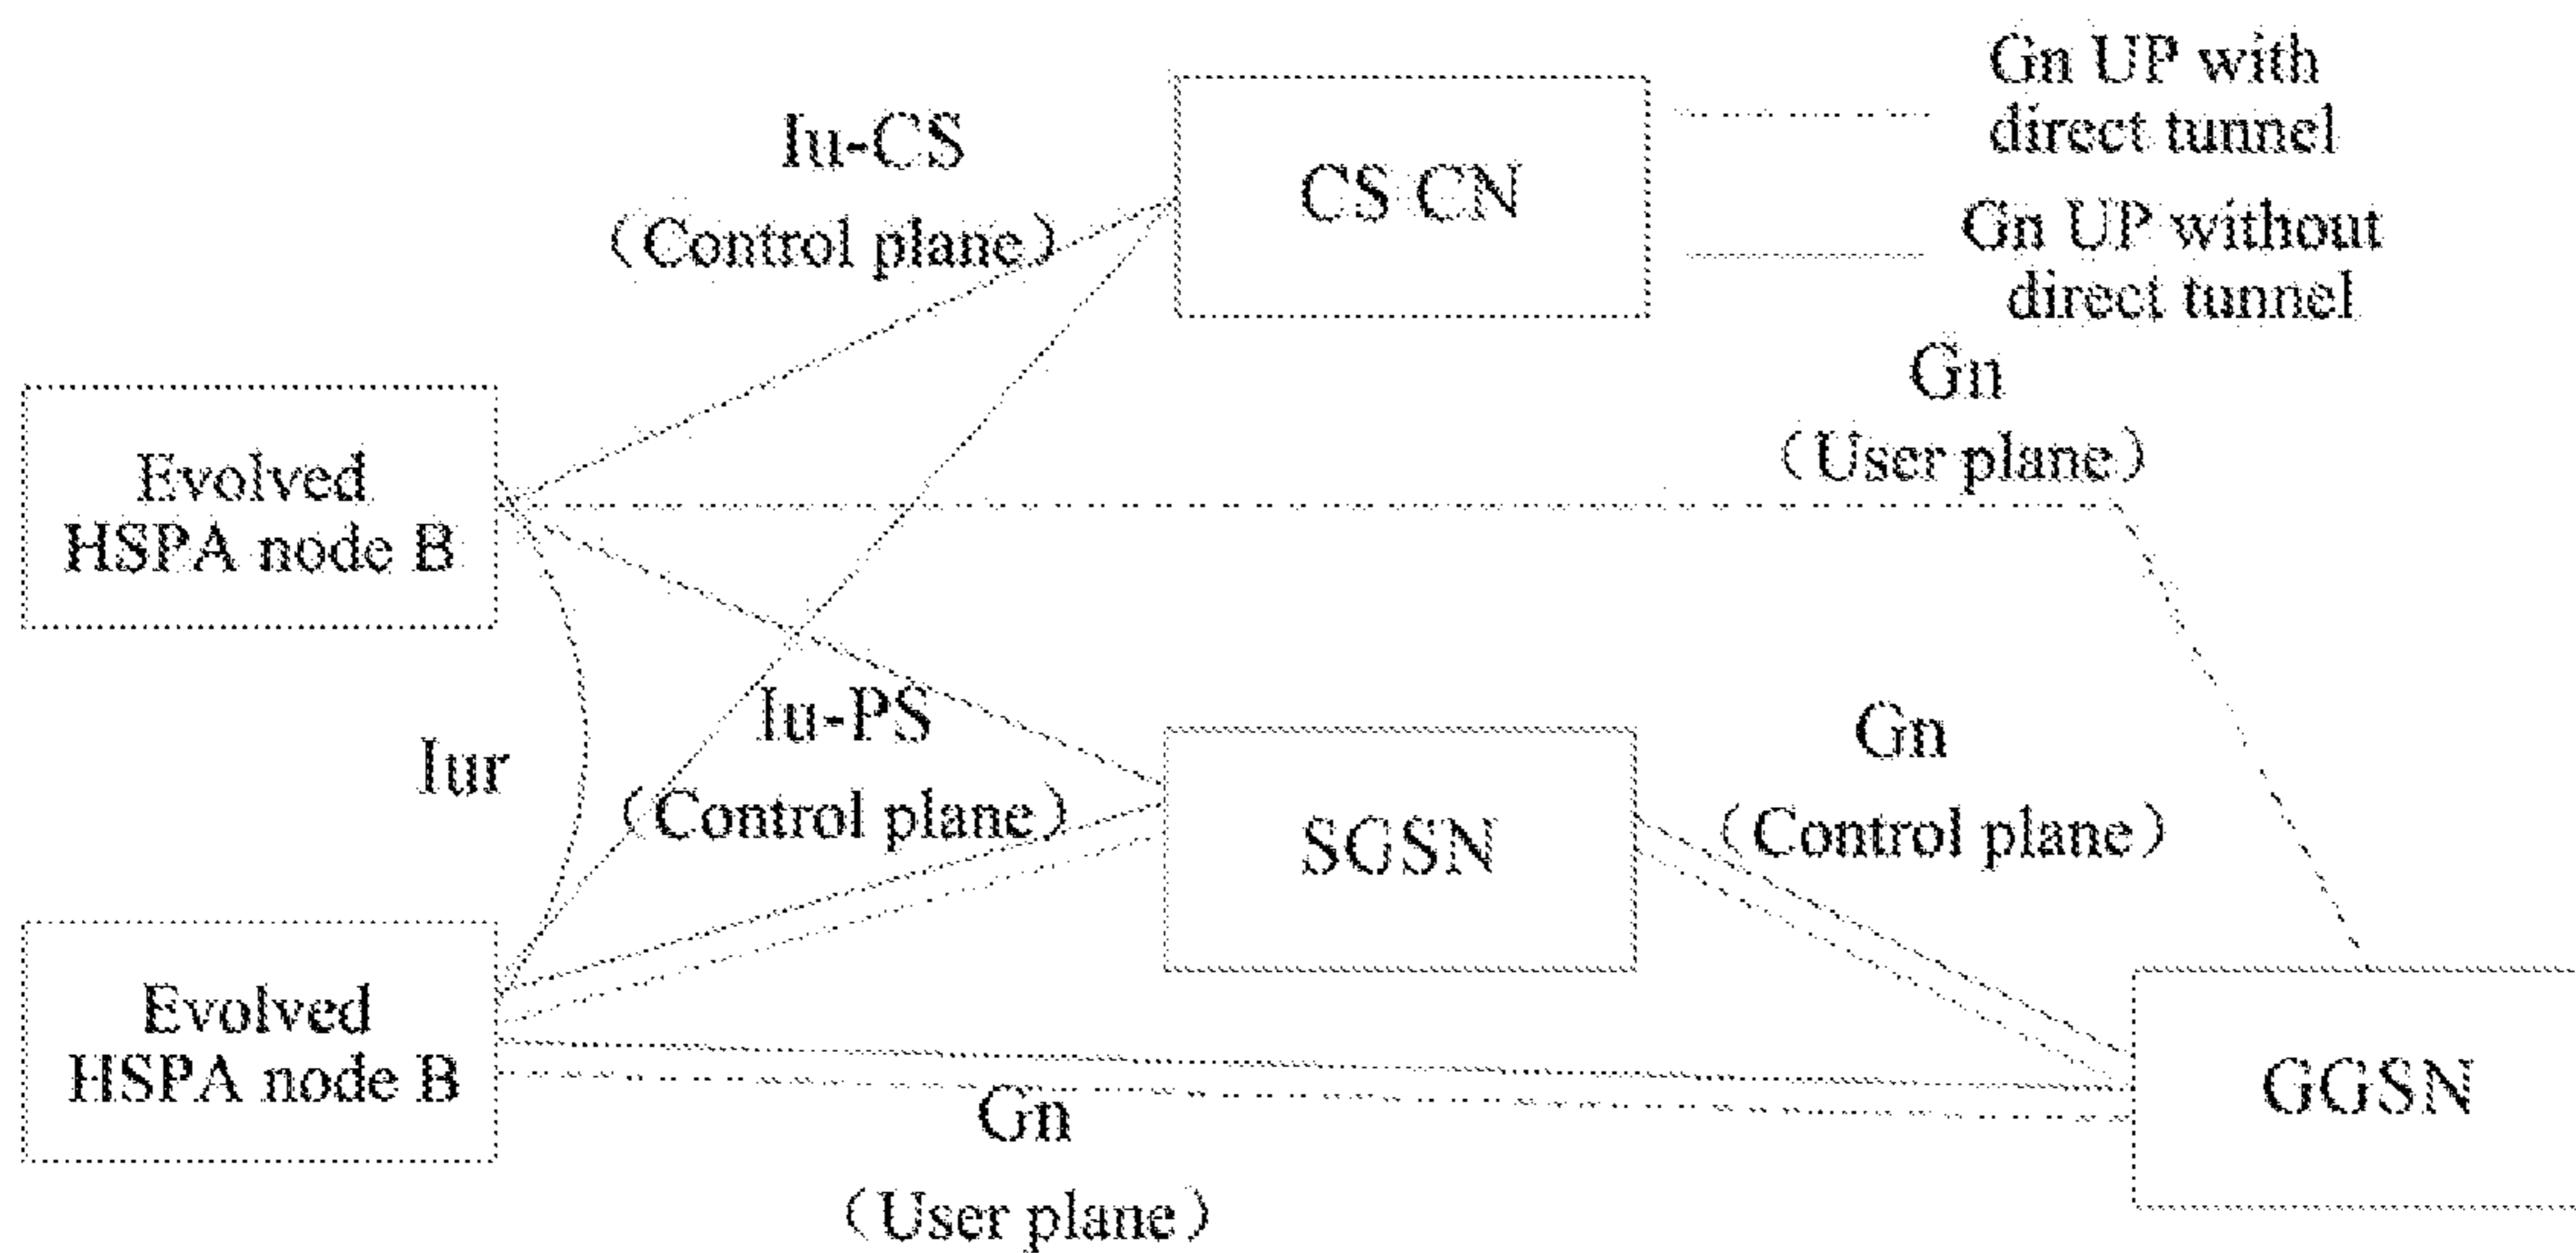 Gn UP with
direct tunnel
Iu-CS
(Control plane)
CS CN
Gn UP without
direct tunnel
Gn
(User plane)
Evolved
HSPA node B
Iu-PS
(Control plane)
Iur
SGSN
Gn
(Control plane)
Evolved
HSPA node B
GGSN
Gn
(User plane)